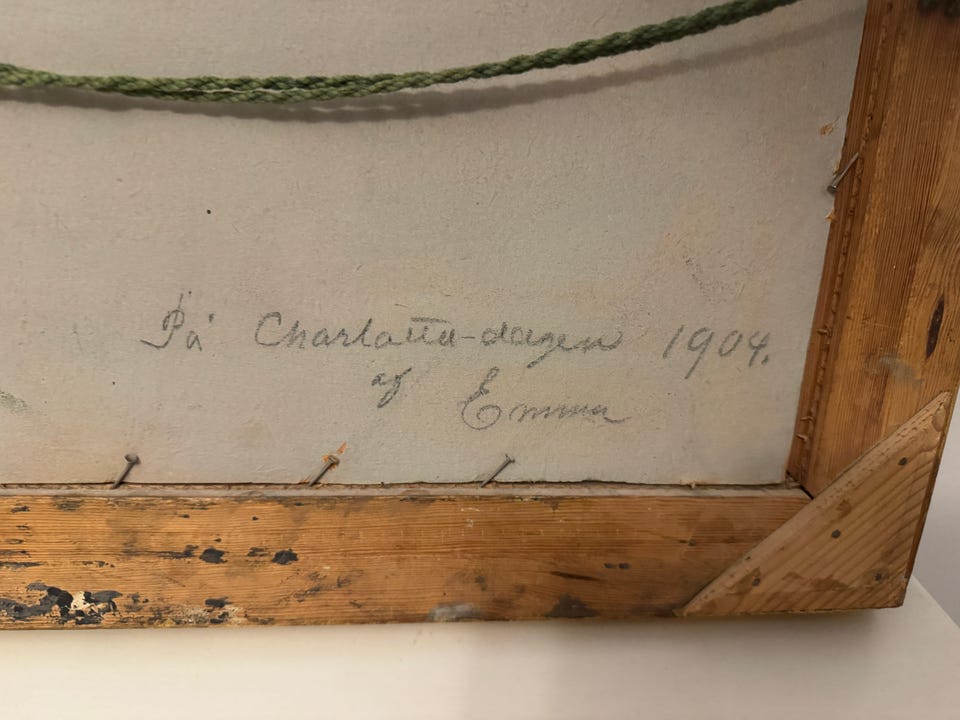 På Charlotta-dagen 1904.
af Emma